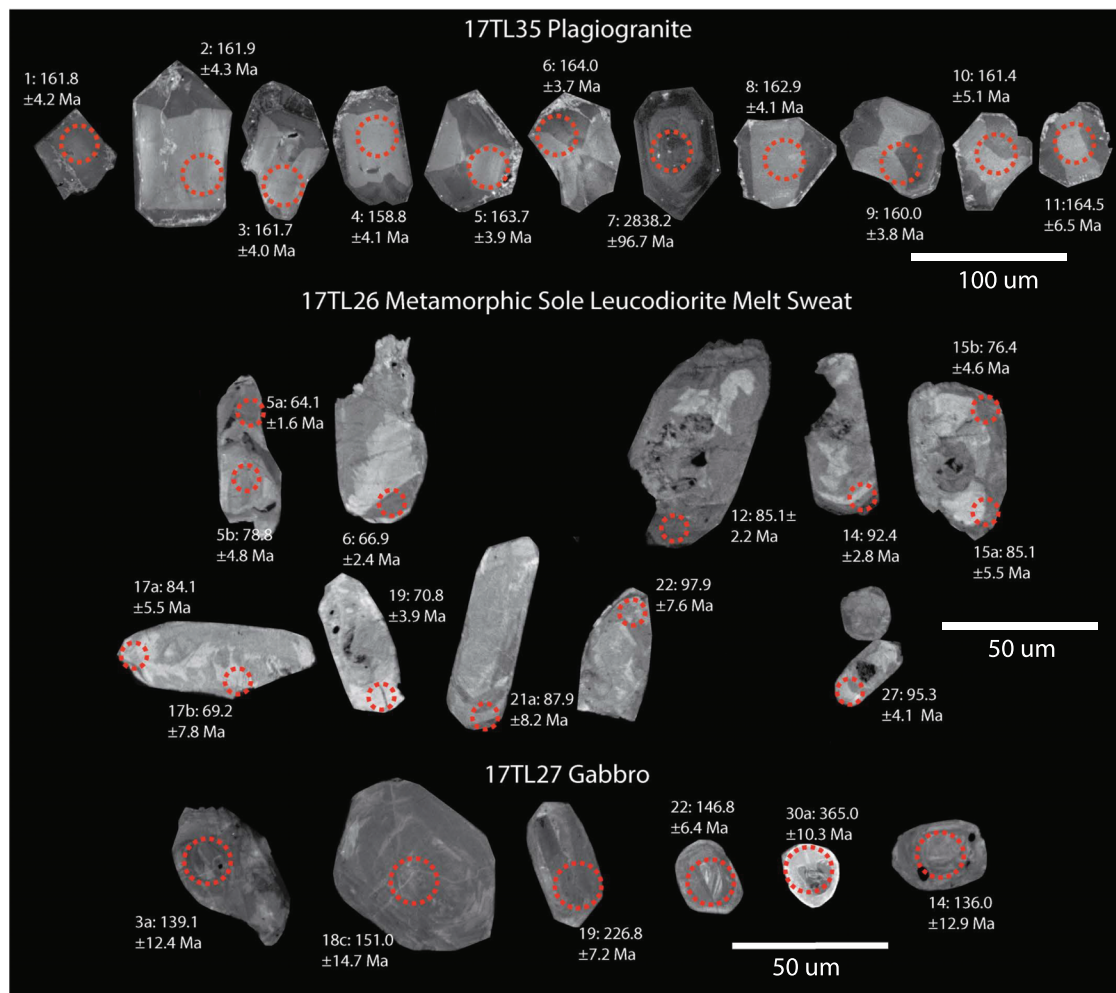 17TL35 Plagiogranite
1: 161.8
±4.2 Ma
2: 161.9
±4.3 Ma
3: 161.7
±4.0 Ma
4: 158.8
±4.1 Ma
5: 163.7
±3.9 Ma
6: 164.0
±3.7 Ma
7: 2838.2
±96.7 Ma
8: 162.9
±4.1 Ma
9: 160.0
±3.8 Ma
10: 161.4
±5.1 Ma
11:164.5
±6.5 Ma
100 um
17TL26 Metamorphic Sole Leucodiorite Melt Sweat
5a: 64.1
±1.6 Ma
5b: 78.8
±4.8 Ma
6: 66.9
±2.4 Ma
12: 85.1±
2.2 Ma
14: 92.4
±2.8 Ma
15b: 76.4
±4.6 Ma
15a: 85.1
±5.5 Ma
17a: 84.1
±5.5 Ma
17b: 69.2
±7.8 Ma
19: 70.8
±3.9 Ma
21a: 87.9
±8.2 Ma
22: 97.9
±7.6 Ma
27: 95.3
±4.1 Ma
50 um
17TL27 Gabbro
3a: 139.1
±12.4 Ma
18c: 151.0
±14.7 Ma
19: 226.8
±7.2 Ma
22: 146.8
±6.4 Ma
30a: 365.0
±10.3 Ma
14: 136.0
±12.9 Ma
50 um